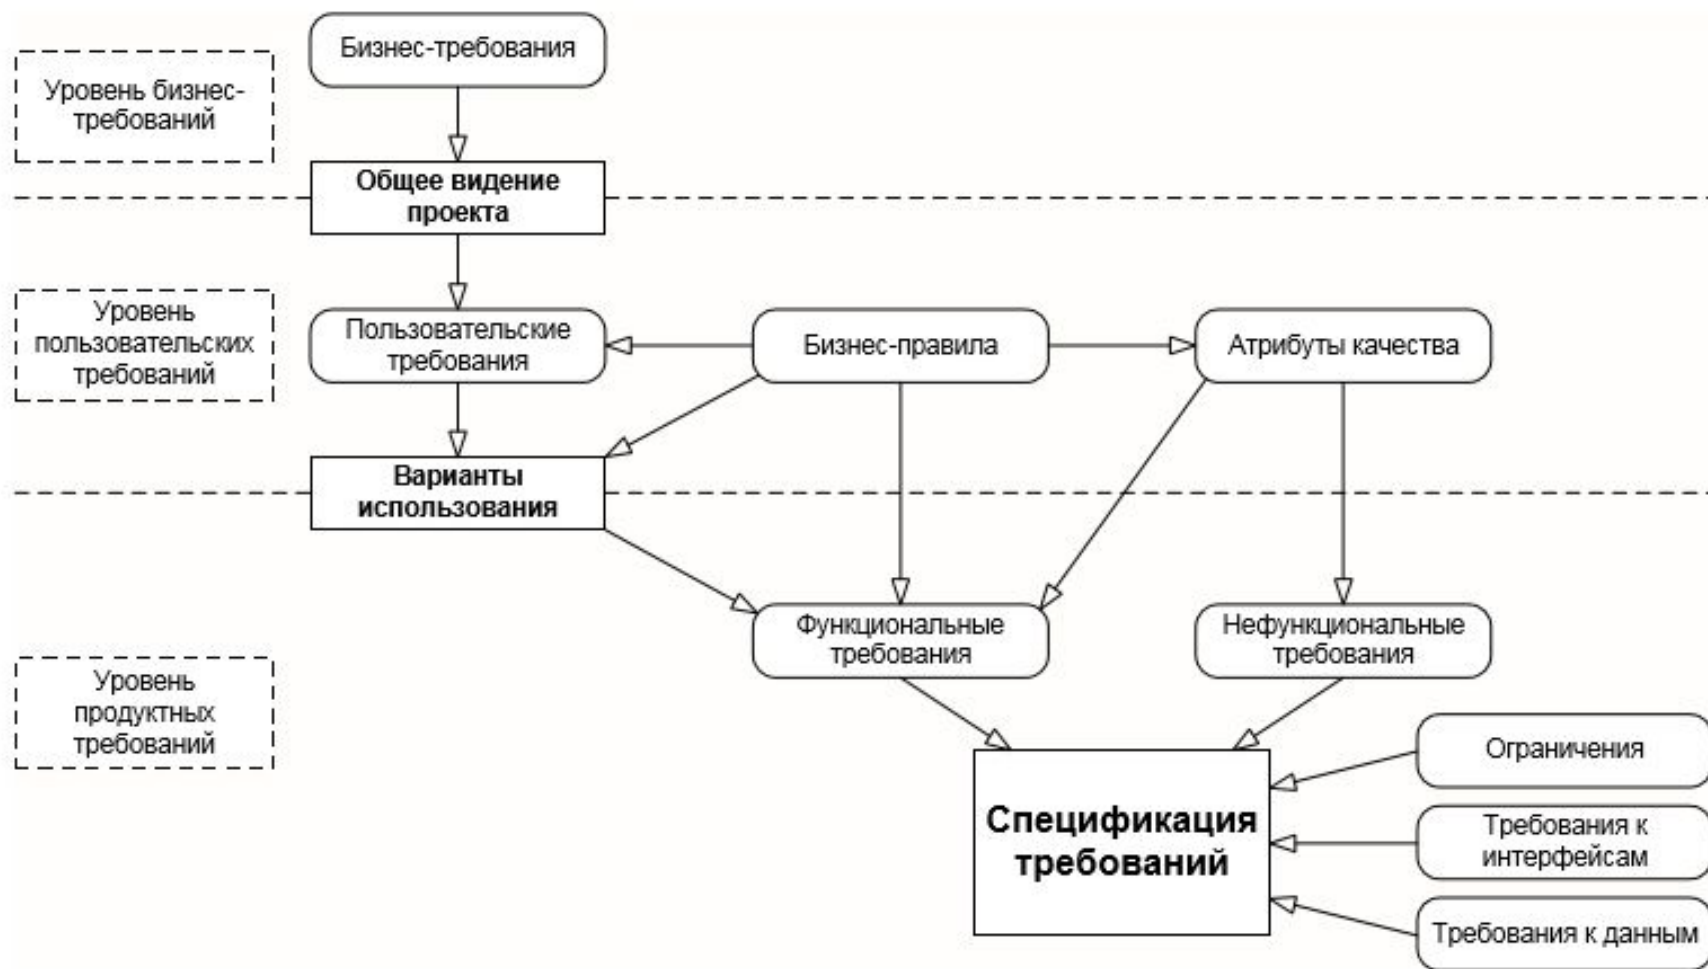 Бизнес-требования
Уровень бизнес-
требований
Общее видение
проекта
Уровень
пользовательских
требований
Пользовательские
требования
Бизнес-правила
Атрибуты качества
Варианты
использования
Функциональные
требования
Нефункциональные
требования
Уровень
продуктных
требований
Спецификация
требований
Ограничения
Требования к
интерфейсам
Требования к данным